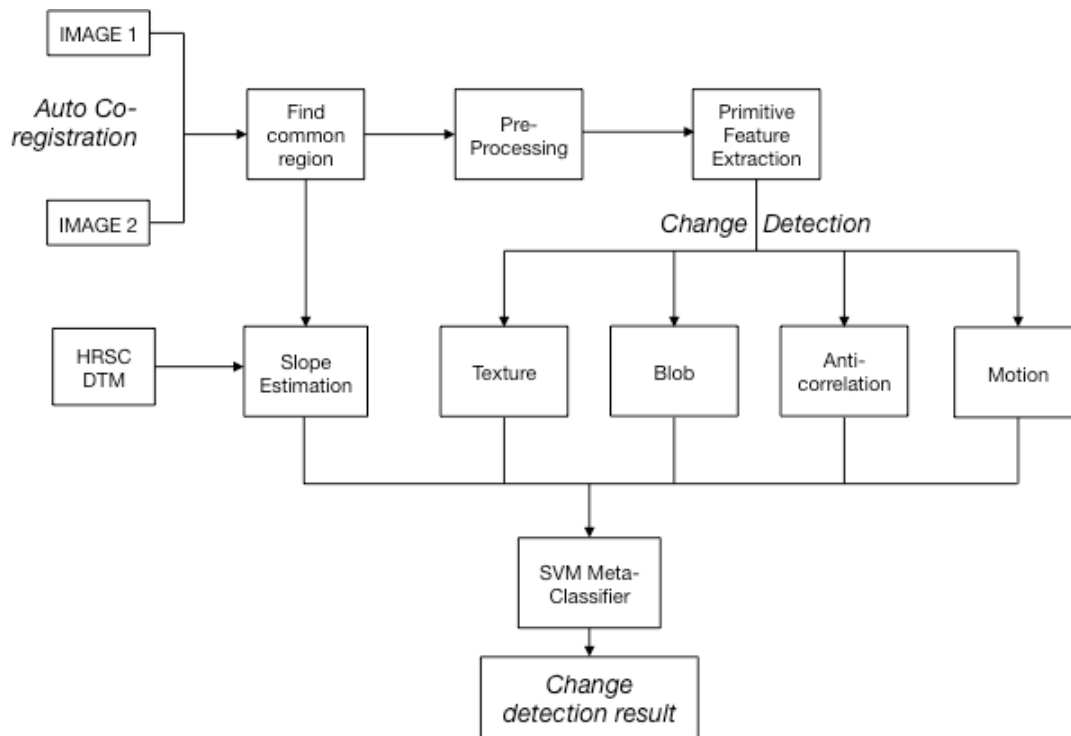 IMAGE 1
Auto Co-
registration
IMAGE 2
Find
common
region
Pre-
Processing
Primitive
Feature
Extraction
Change Detection
HRSC
DTM
Slope
Estimation
Texture
Blob
Anti-
correlation
Motion
SVM Meta-
Classifier
Change
detection result